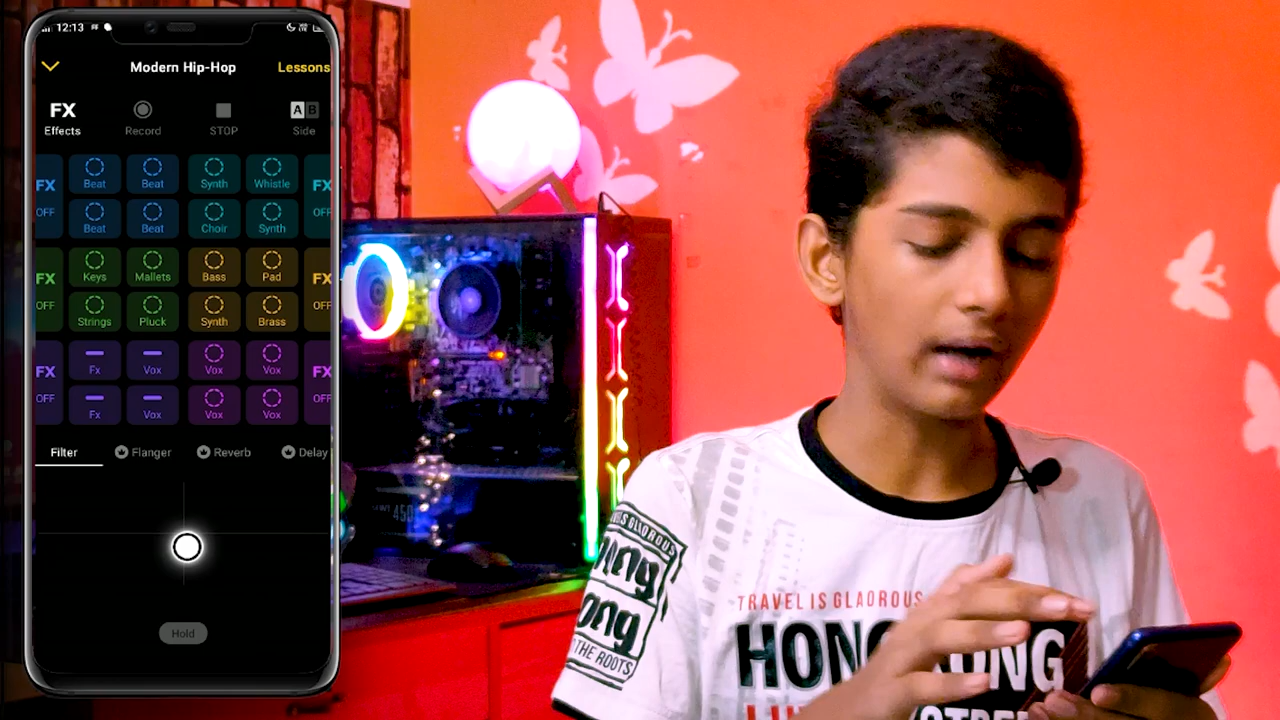 12:13
Modern Hip-Hop Lessons
FX
A B
Effects Record STOP Side
FX Beat Beat Synth Whistle FX
OFF Beat Beat Choir Synth OFF
FX Keys Mallets Bass Pad FX
OFF Strings Pluck Synth Brass OFF
FX Fx Vox Vox Vox FX
OFF Fx Vox Vox Vox OFF
Filter Flanger Reverb Delay
Hold
450
THE ROOTS
TRAVEL IS GLAOROUS
HONG KONG